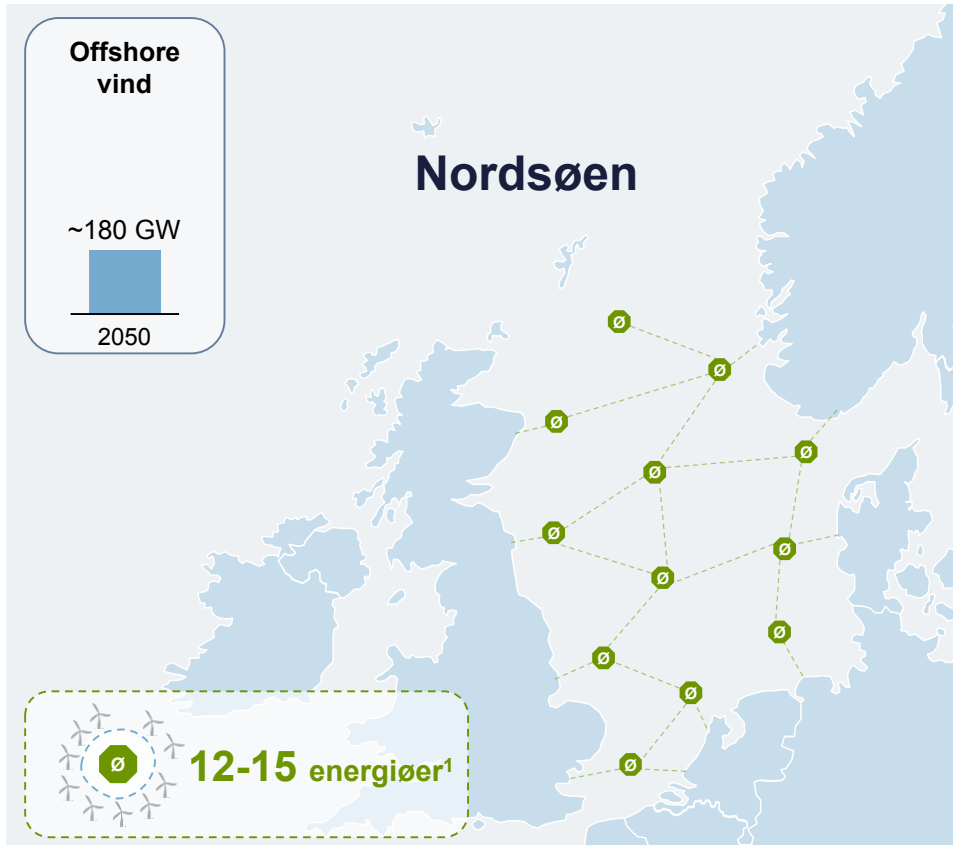 Offshore
vind
~180 GW
2050
Nordsøen
Ø
Ø
Ø
Ø
Ø
Ø
Ø
Ø
Ø
Ø
Ø
Ø
Ø
12-15 energiøer¹